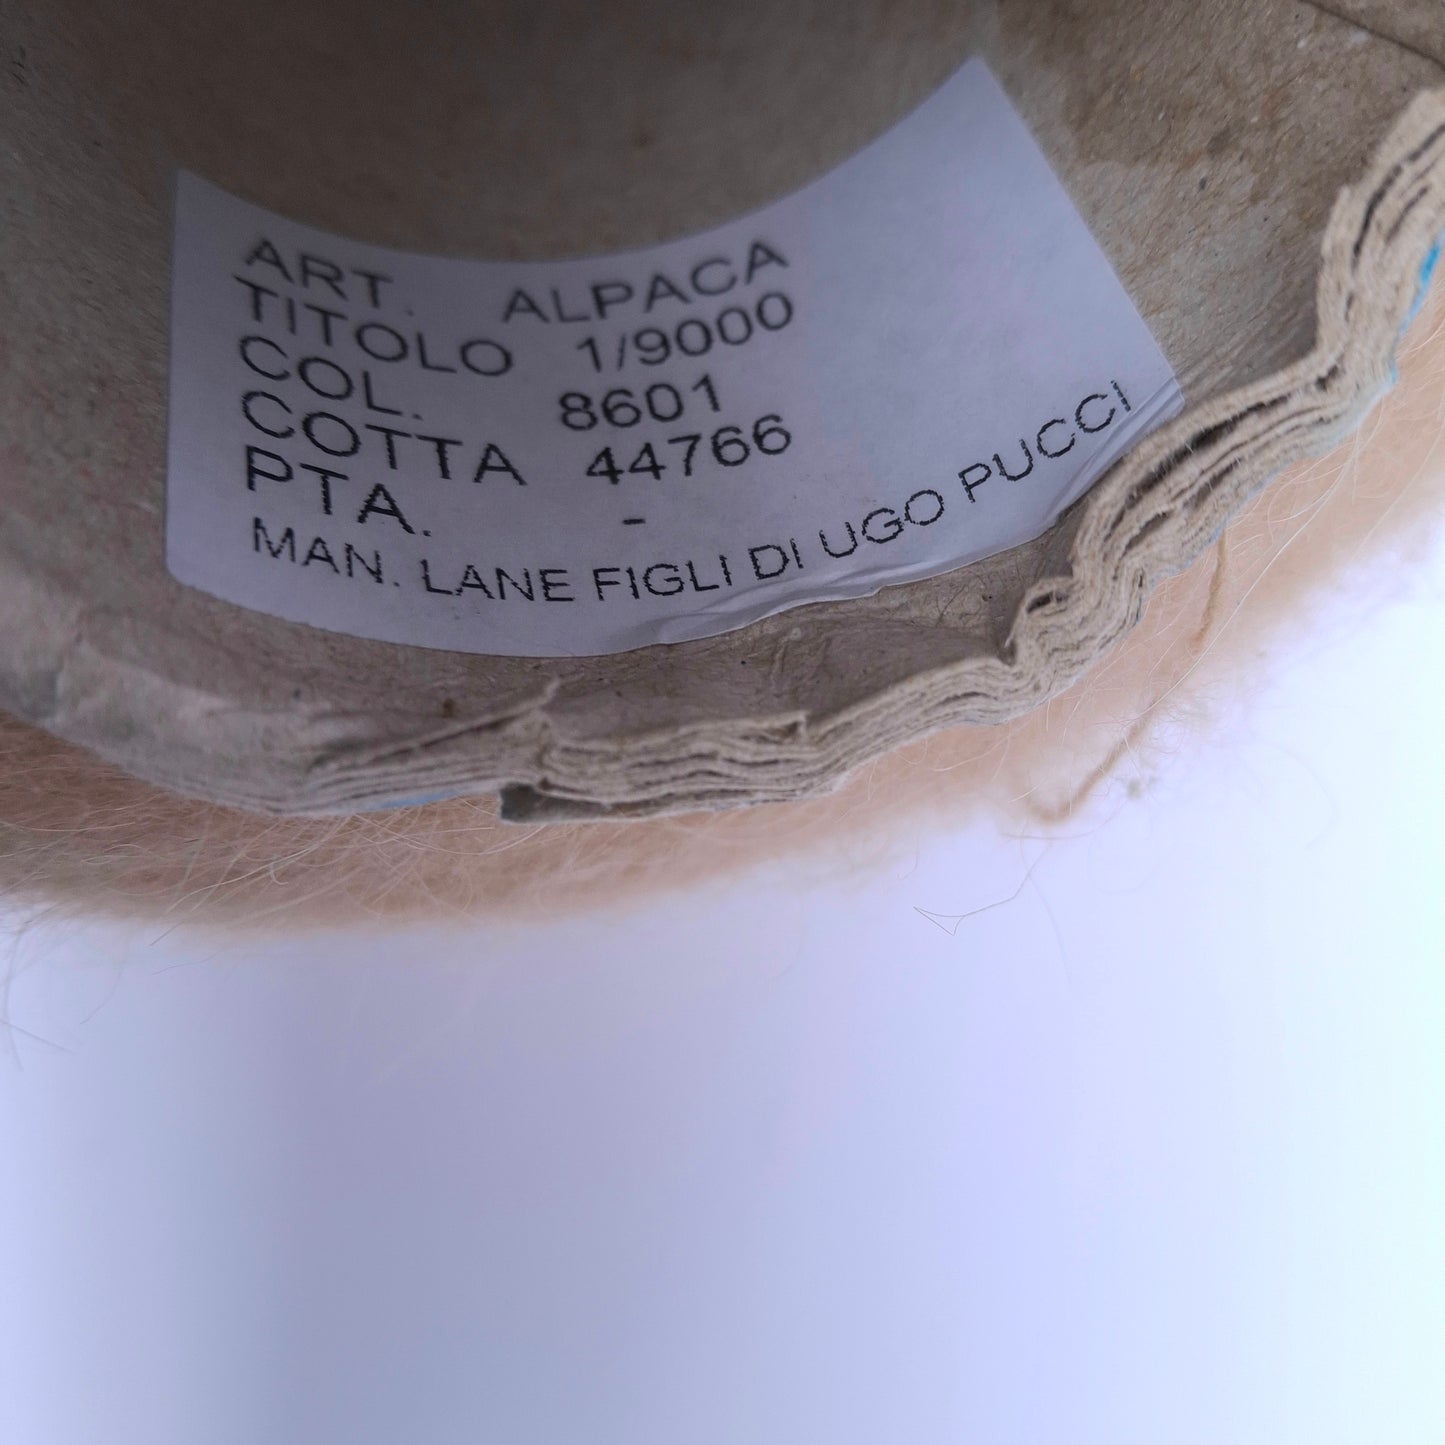 ART. ALPACA
TITOLO 1/9000
COL. 8601
COTTA 44766
PTA. -
MAN. LANE FIGLI DI UGO PUCCI